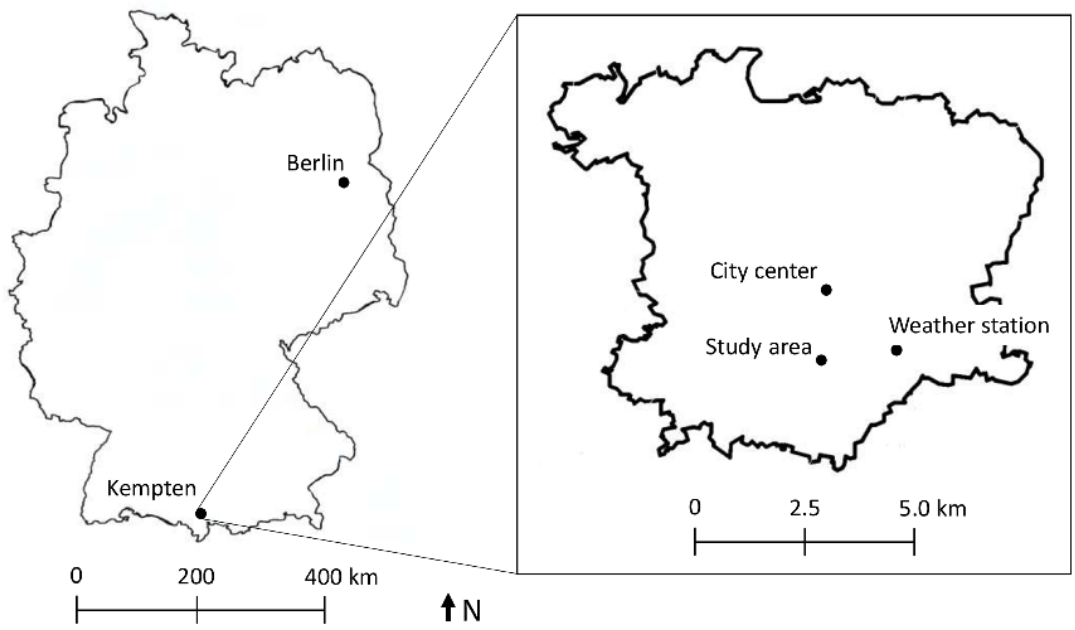 Berlin
Kempten
0 200 400 km
N
City center
Weather station
Study area
0 2.5 5.0 km